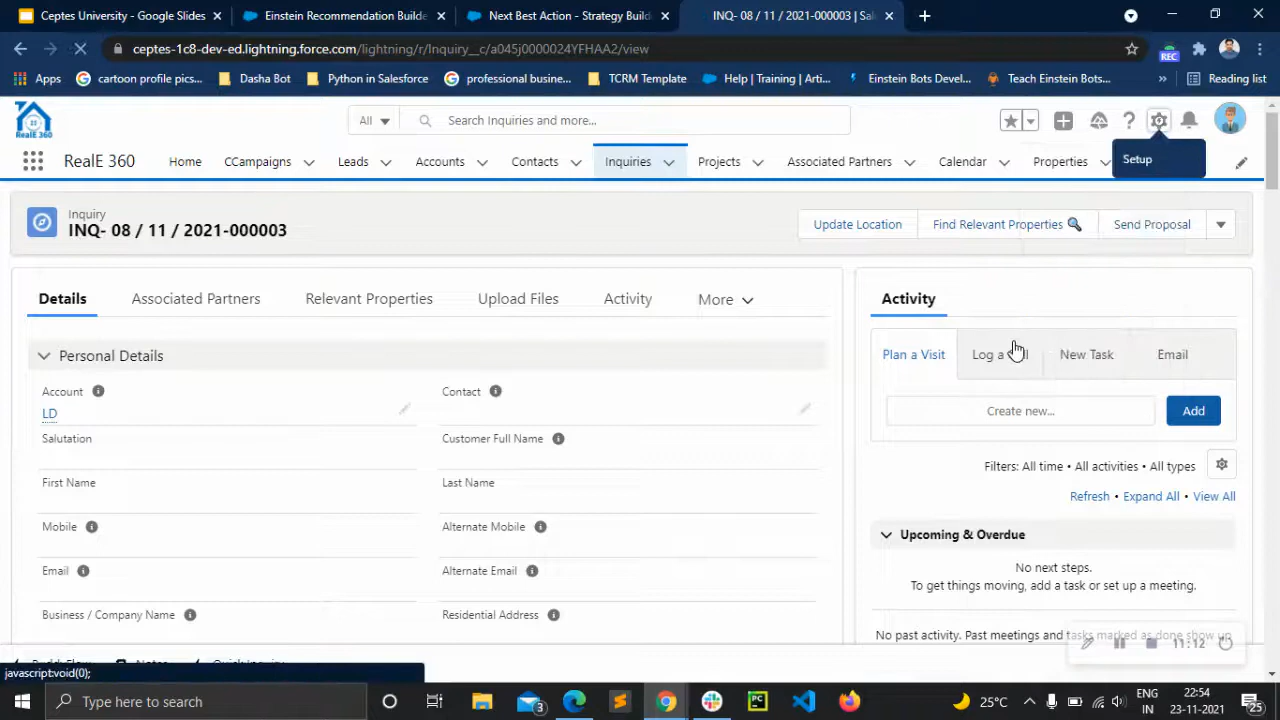 Ceptes University - Google Slides
Einstein Recommendation Builde
Next Best Action - Strategy Build
INQ- 08 / 11 / 2021-000003 | Sal
ceptes-1c8-dev-ed.lightning.force.com/lightning/r/Inquiry__c/a045j0000024YFHAA2/view
REC
Apps
cartoon profile pics...
Dasha Bot
Python in Salesforce
professional busine...
TCRM Template
Help | Training | Arti...
Einstein Bots Devel...
Teach Einstein Bots...
»
Reading list
RealE 360
All
Search Inquiries and more...
RealE 360
Home
CCampaigns
Leads
Accounts
Contacts
Inquiries
Projects
Associated Partners
Calendar
Properties
Setup
Inquiry
INQ- 08 / 11 / 2021-000003
Update Location
Find Relevant Properties
Send Proposal
Details
Associated Partners
Relevant Properties
Upload Files
Activity
More
Activity
Personal Details
Plan a Visit
New Task
Email
Account
LD
Contact
Create new...
Add
Salutation
Customer Full Name
Filters: All time • All activities • All types
First Name
Last Name
Refresh • Expand All • View All
Mobile
Alternate Mobile
Upcoming & Overdue
Email
Alternate Email
No next steps.
To get things moving, add a task or set up a meeting.
Business / Company Name
Residential Address
No past activity. Past meetings and tasks marked as done show up
11:12
Notes
Quick Inquiry
javascript:void(0);
Type here to search
3
25°C
ENG
IN
22:54
23-11-2021
25